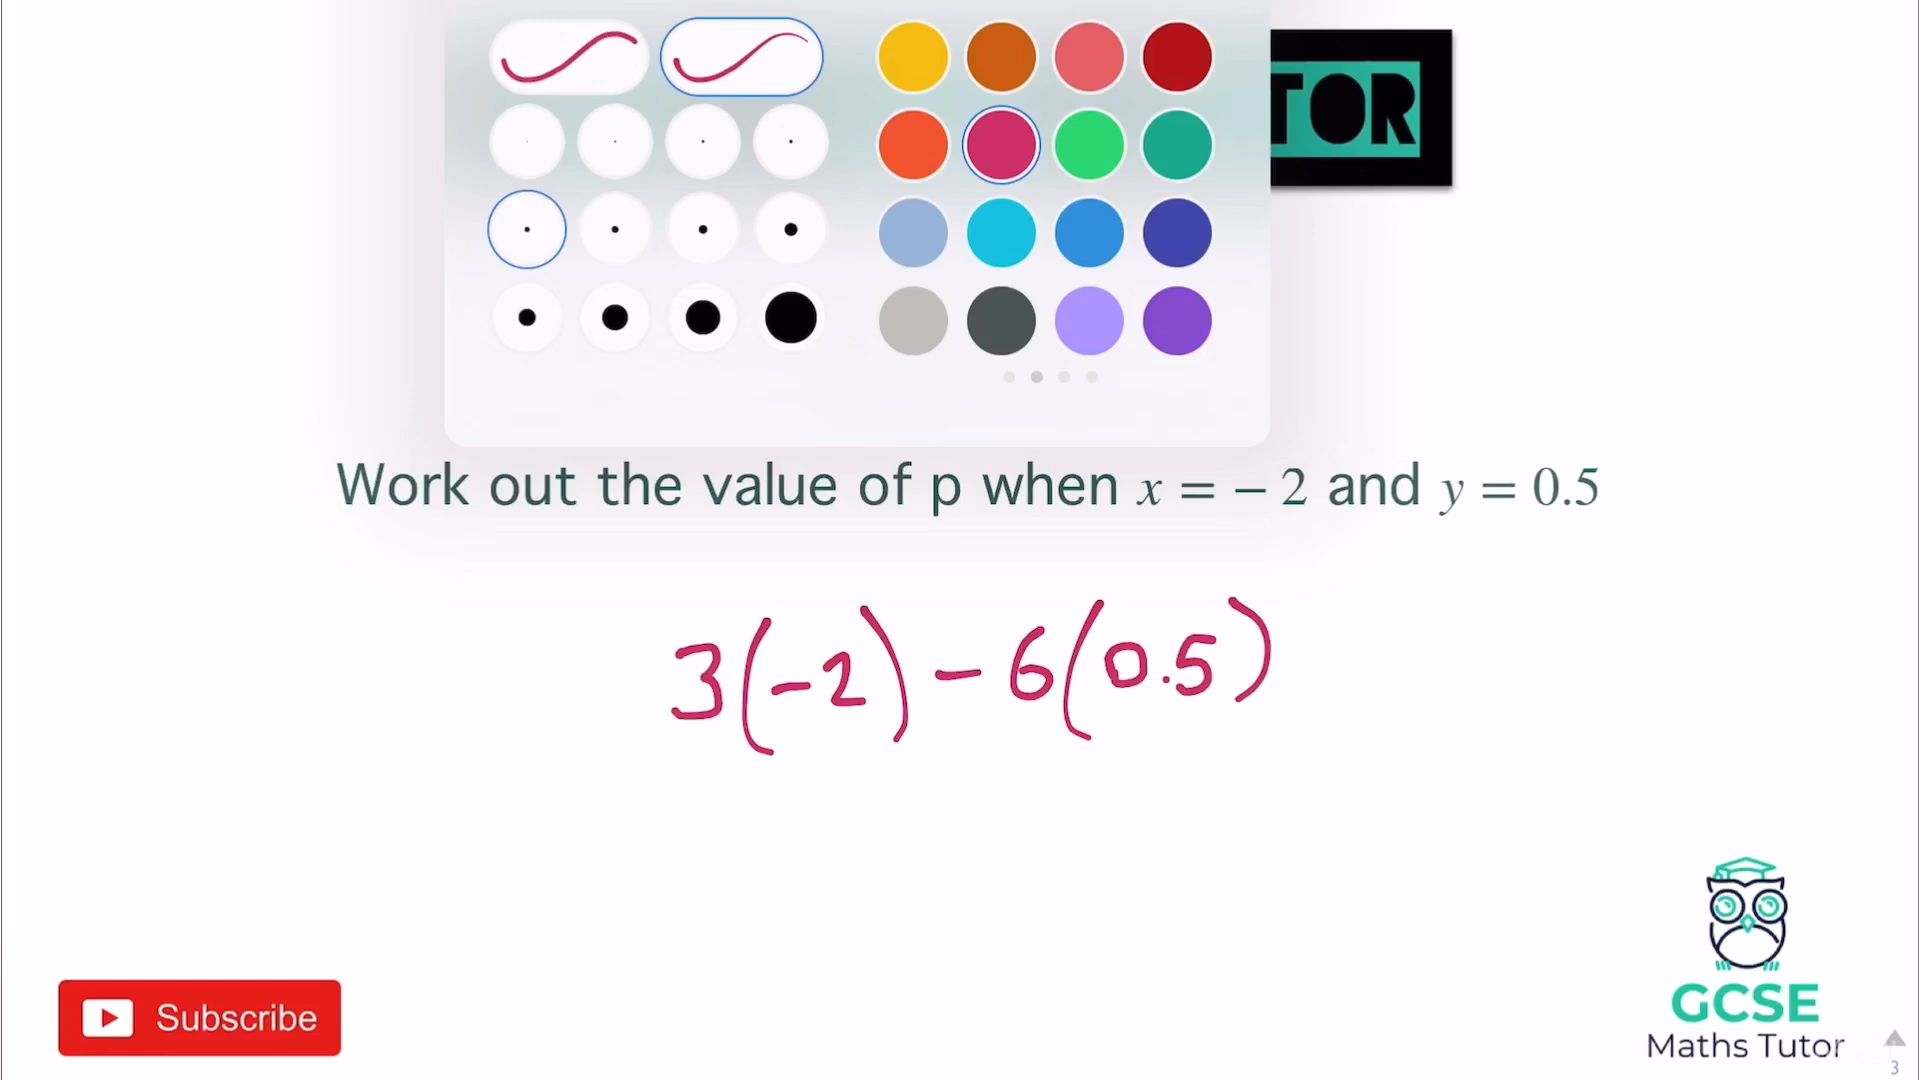 TOR
Work out the value of p when x = − 2 and y = 0.5
3(-2) - 6(0.5)
Subscribe
GCSE
Maths Tutor
3